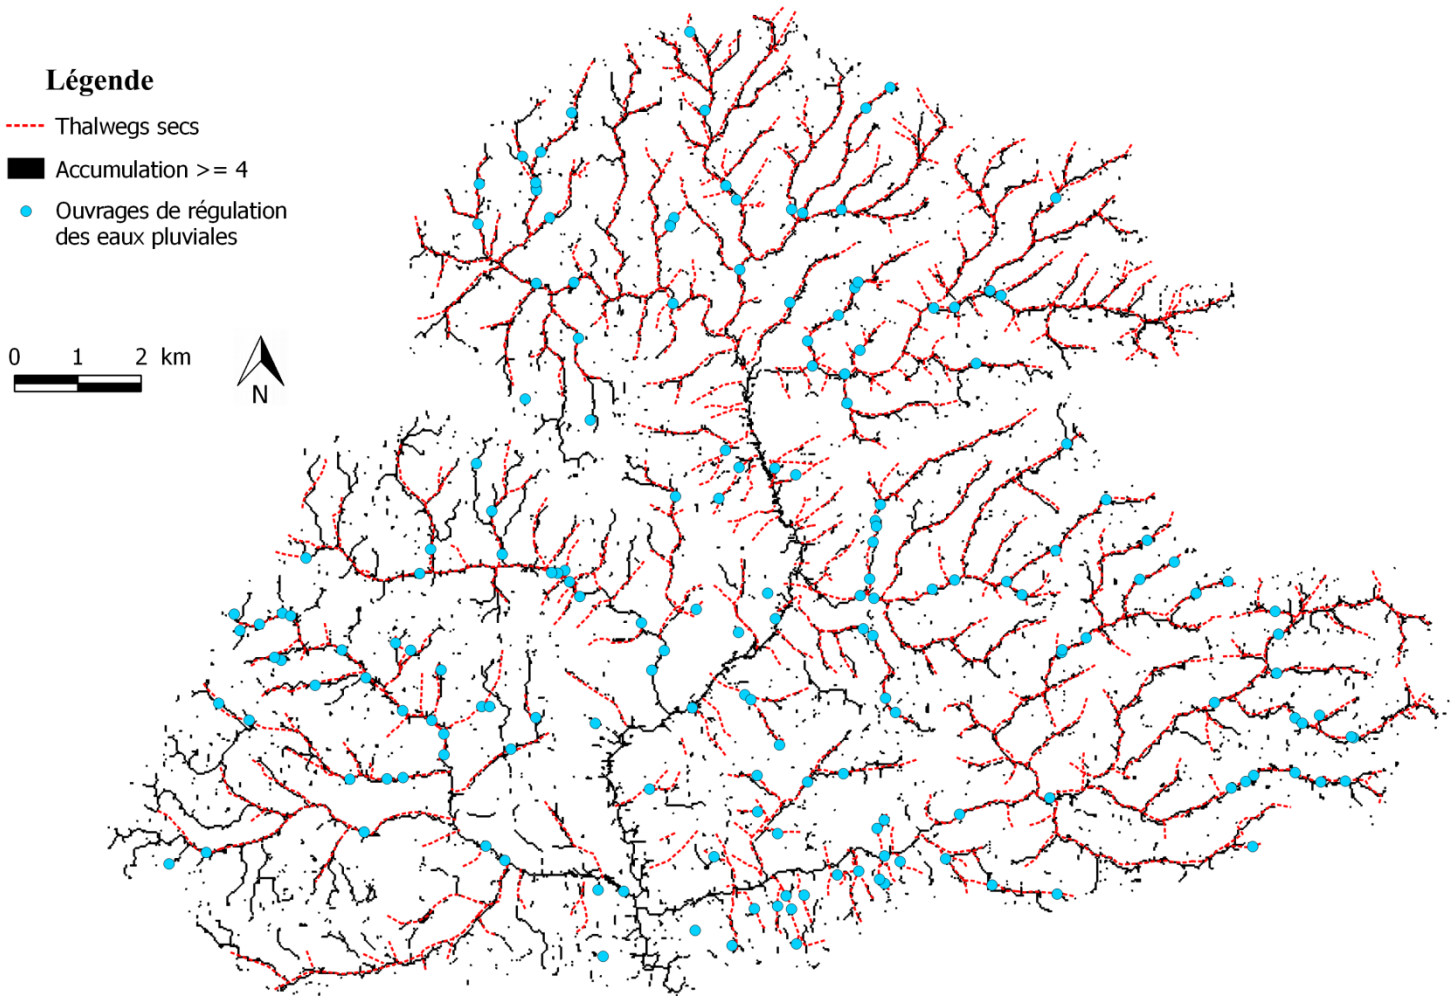 Légende
Thalwegs secs
Accumulation >= 4
Ouvrages de régulation
des eaux pluviales
0 1 2 km
N